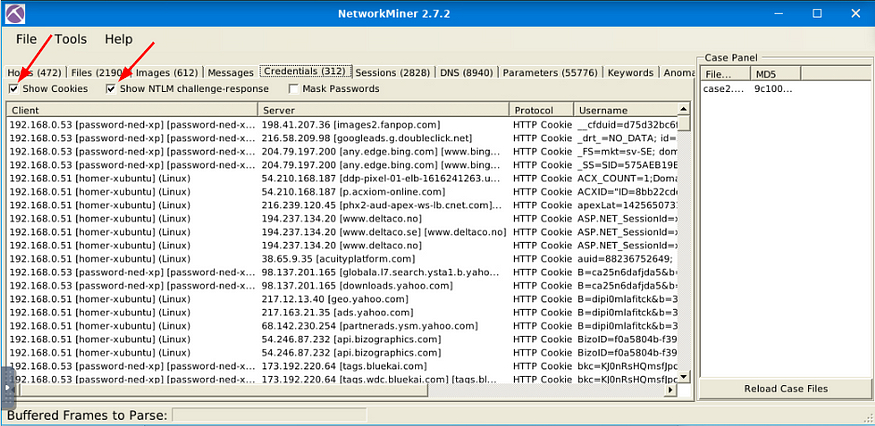 NetworkMiner 2.7.2
File Tools Help
(472) Files (2190 Images (612) Messages Credentials (312) Sessions (2828) DNS (8940) Parameters (55776) Keywords Anoma
Show Cookies Show NTLM challenge-response Mask Passwords
Client Server Protocol Username
192.168.0.53 [password-ned-xp] [password-ned-x... 198.41.207.36 [images2.fanpop.com] HTTP Cookie __cfduid=d75d32bc6f
192.168.0.53 [password-ned-xp] [password-ned-x... 216.58.209.98 [googleads.g.doubleclick.net] HTTP Cookie _drt_=NO_DATA; dom
192.168.0.53 [password-ned-xp] [password-ned-x... 204.79.197.200 [any.edge.bing.com] [www.bing... HTTP Cookie _FS=mkt=sv-SE; dom
192.168.0.53 [password-ned-xp] [password-ned-x... 204.79.197.200 [any.edge.bing.com] [www.bing... HTTP Cookie _SS=SID=575AEB19E
192.168.0.51 [homer-xubuntu] (Linux) 54.210.168.187 [ddp-pixel-01-elb-1616241263.u... HTTP Cookie ACX_COUNT=1;Doma
192.168.0.51 [homer-xubuntu] (Linux) 54.210.168.187 [p.acxiom-online.com] HTTP Cookie ACXID="ID=8bb22cde
192.168.0.51 [homer-xubuntu] (Linux) 216.239.120.45 [phx2-aud-apex-ws-lb.cnet.com]... HTTP Cookie apexLat=1425650733
192.168.0.51 [homer-xubuntu] (Linux) 194.237.134.20 [www.deltaco.no] HTTP Cookie ASP.NET_SessionId=
192.168.0.51 [homer-xubuntu] (Linux) 194.237.134.20 [www.deltaco.se] [www.deltaco.no] HTTP Cookie ASP.NET_SessionId=
192.168.0.51 [homer-xubuntu] (Linux) 194.237.134.20 [www.deltaco.no] HTTP Cookie ASP.NET_SessionId=
192.168.0.51 [homer-xubuntu] (Linux) 38.65.9.35 [acuityplatform.com] HTTP Cookie auid=88236752649;
192.168.0.53 [password-ned-xp] [password-ned-x... 98.137.201.165 [globala.l7.search.ysta1.b.yaho... HTTP Cookie B=ca25n6dafjda5&b=
192.168.0.53 [password-ned-xp] [password-ned-x... 98.137.201.165 [downloads.yahoo.com] HTTP Cookie B=ca25n6dafjda5&b=
192.168.0.51 [homer-xubuntu] (Linux) 217.12.13.40 [geo.yahoo.com] HTTP Cookie B=dipi0mlafitck&b=3
192.168.0.51 [homer-xubuntu] (Linux) 217.163.21.35 [ads.yahoo.com] HTTP Cookie B=dipi0mlafitck&b=3
192.168.0.51 [homer-xubuntu] (Linux) 68.142.230.254 [partnerads.ysm.yahoo.com] HTTP Cookie B=dipi0mlafitck&b=3
192.168.0.51 [homer-xubuntu] (Linux) 54.246.87.232 [api.bizographics.com] HTTP Cookie BizoID=f0a5804b-f39
192.168.0.51 [homer-xubuntu] (Linux) 54.246.87.232 [api.bizographics.com] HTTP Cookie BizoID=f0a5804b-f39
192.168.0.53 [password-ned-xp] [password-ned-x... 173.192.220.64 [tags.bluekai.com] HTTP Cookie bkc=KJ0nRsHQmsfJpc
192.168.0.53 [password-ned-xp] [password-ned-x... 173.192.220.64 [tags.wdc.bluekai.com] [tags.bl... HTTP Cookie
Case Panel
File... MD5
case2.... 9c100...
Reload Case Files
Buffered Frames to Parse: